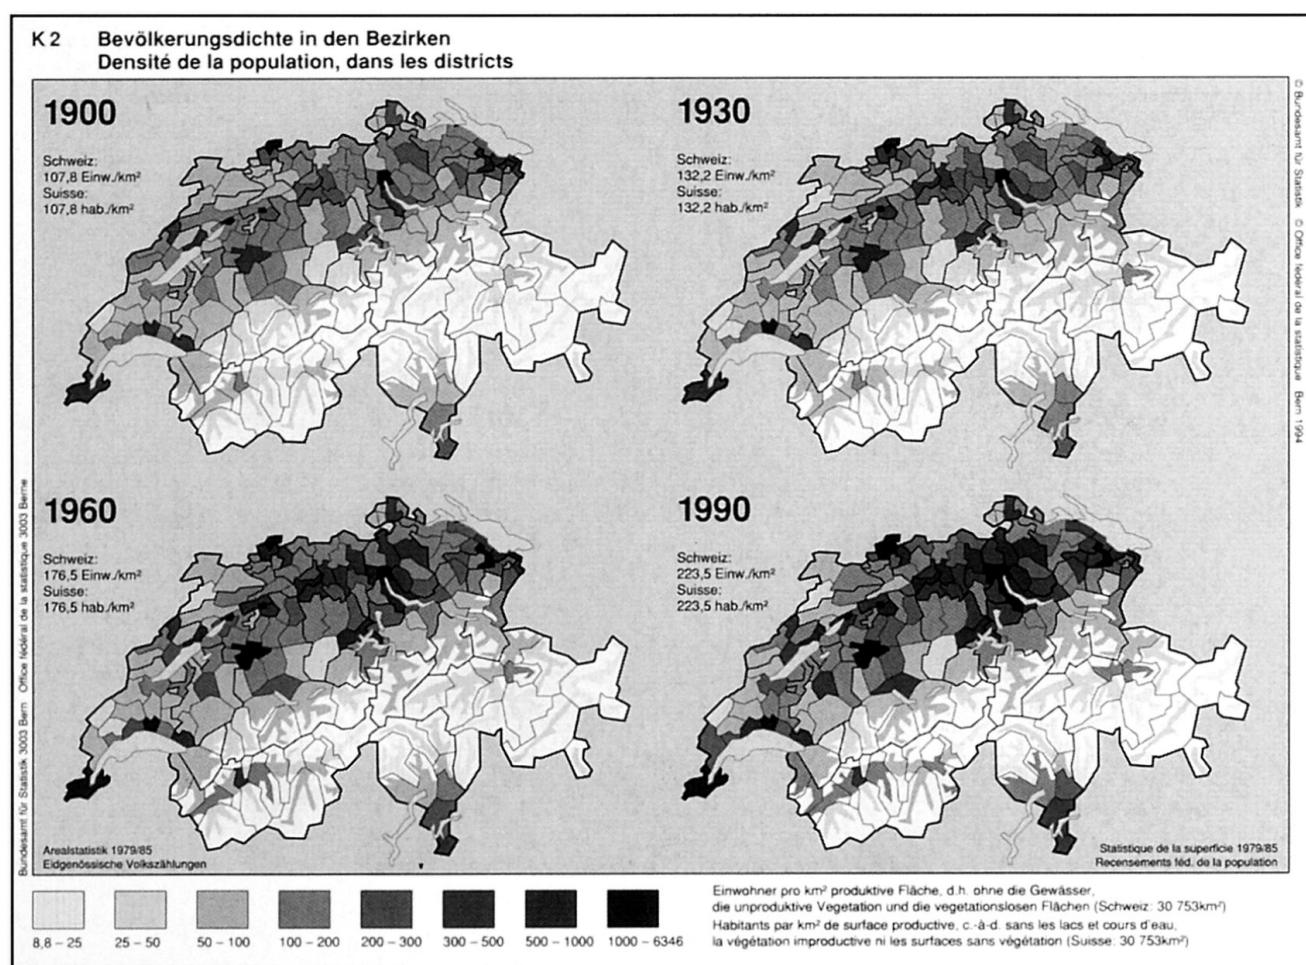 K 2 Bevölkerungsdichte in den Bezirken
Densité de la population, dans les districts
1900
Schweiz:
107,8 Einw./km²
Suisse:
107,8 hab./km²
1930
Schweiz:
132,2 Einw./km²
Suisse:
132,2 hab./km²
© Bundesamt für Statistik © Office fédéral de la statistique Bern 1994
1960
Schweiz:
176,5 Einw./km²
Suisse:
176,5 hab./km²
1990
Schweiz:
223,5 Einw./km²
Suisse:
223,5 hab./km²
Bundesamt für Statistik 3003 Bern Office fédéral de la statistique 3003 Berne
Arealstatistik 1979/85
Eidgenössische Volkszählungen
Statistique de la superficie 1979/85
Recensements féd. de la population
8,8 – 25
25 – 50
50 – 100
100 – 200
200 – 300
300 – 500
500 – 1000
1000 – 6346
Einwohner pro km² produktive Fläche, d.h. ohne die Gewässer,
die unproduktive Vegetation und die vegetationslosen Flächen (Schweiz: 30 753km²)
Habitants par km² de surface productive, c.-à-d. sans les lacs et cours d'eau,
la végétation improductive ni les surfaces sans végétation (Suisse: 30 753km²)